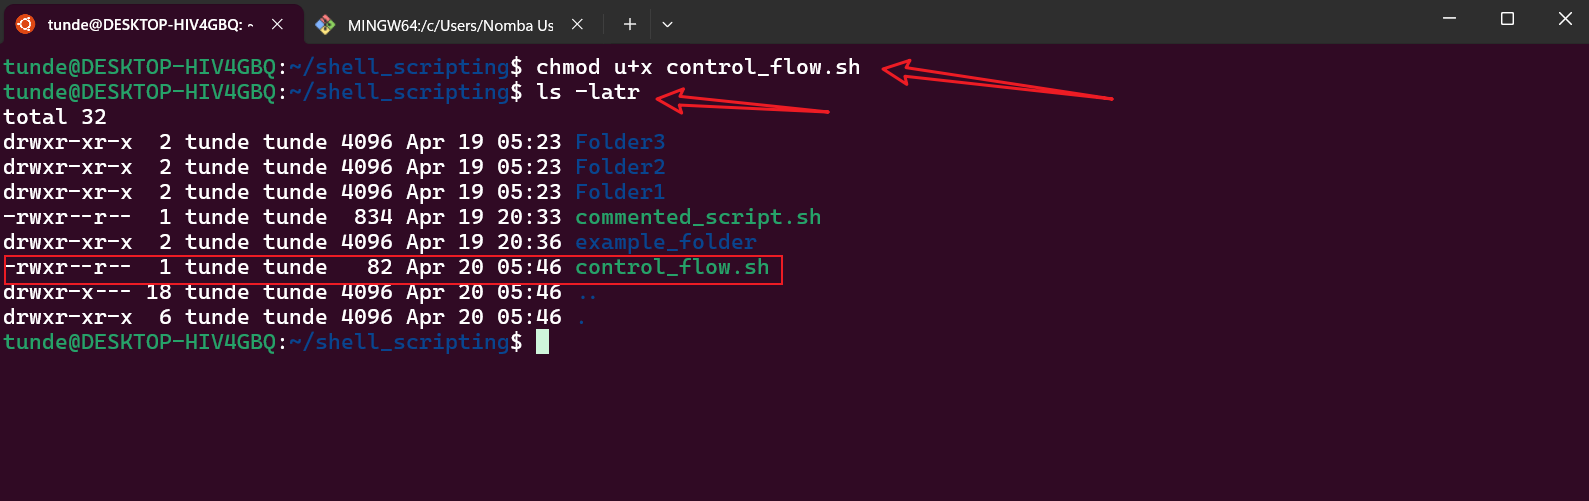 tunde@DESKTOP-HIV4GBQ: ~
MINGW64:/c/Users/Nomba Us
tunde@DESKTOP-HIV4GBQ:~/shell_scripting$ chmod u+x control_flow.sh
tunde@DESKTOP-HIV4GBQ:~/shell_scripting$ ls -latr
total 32
drwxr-xr-x  2 tunde tunde 4096 Apr 19 05:23 Folder3
drwxr-xr-x  2 tunde tunde 4096 Apr 19 05:23 Folder2
drwxr-xr-x  2 tunde tunde 4096 Apr 19 05:23 Folder1
-rwxr--r--  1 tunde tunde  834 Apr 19 20:33 commented_script.sh
drwxr-xr-x  2 tunde tunde 4096 Apr 19 20:36 example_folder
-rwxr--r--  1 tunde tunde   82 Apr 20 05:46 control_flow.sh
drwxr-x--- 18 tunde tunde 4096 Apr 20 05:46 ..
drwxr-xr-x  6 tunde tunde 4096 Apr 20 05:46 .
tunde@DESKTOP-HIV4GBQ:~/shell_scripting$